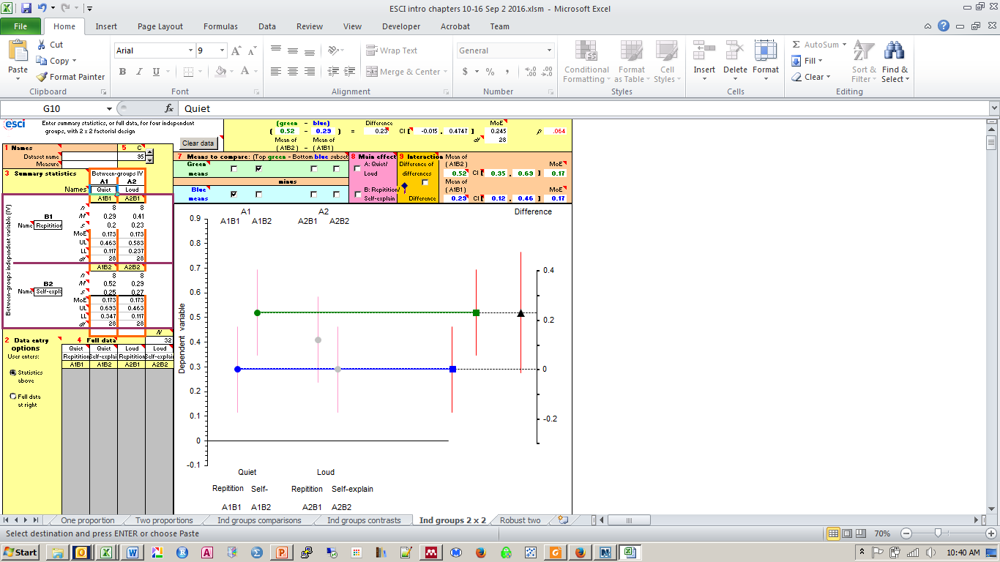 ESCI intro chapters 10-16 Sep 2 2016.xlsm - Microsoft Excel
File Home Insert Page Layout Formulas Data Review View Developer Acrobat Team
Cut
Copy
Format Painter
Paste
Arial 9
B I U
Wrap Text
Merge & Center
General
$ % ,
Conditional Formatting
Format as Table
Cell Styles
Insert Delete Format
AutoSum
Fill
Clear
Sort & Filter
Find & Select
Clipboard Font Alignment Number Styles Cells Editing
G10 fx Quiet
esci
Enter summary statistics, or full data, for four independent
groups, with 2 x 2 factorial design
Clear data
(green - blue) Difference MoE
( 0.52 - 0.29 ) = 0.23 CI [ -0.015 , 0.4747 ] 0.245 p .064
Mean of Mean of df 28
(A1B2) - (A1B1)
1 Names 5 C
Dataset name 95
Measure
7 Means to compare: (Top green - Bottom blue subset
Green means
minus
Blue means
8 Main effect
A: Quiet/
Loud
B: Repitition/
Self-explain
9 Interaction
Difference of
differences
Difference
Mean of
(A1B2) MoE
0.52 CI [ 0.35 , 0.69 ] 0.17
Mean of
(A1B1) MoE
0.29 CI [ 0.12 , 0.46 ] 0.17
3 Summary statistics Between-groups IV
A1 A2
Names Quiet Loud
A1B1 A2B1
Between-groups independent variable (IV)
n 8 8
B1 M 0.29 0.41
Name Repitition s 0.2 0.23
MoE 0.173 0.173
UL 0.463 0.583
LL 0.117 0.237
df 28 28
A1B2 A2B2
n 8 8
B2 M 0.52 0.29
Name Self-expla s 0.25 0.27
MoE 0.173 0.173
UL 0.693 0.463
LL 0.347 0.117
df 28 28
N
2 Data entry options 4 Full data 32
User enters:
Quiet Quiet Loud Loud
Repitition Self-explai Repitition Self-explain
A1B1 A1B2 A2B1 A2B2
Statistics above
Full data at right
A1 A2 Difference
A1B1 A1B2 A2B1 A2B2
Dependent variable
0.9
0.8
0.7
0.6
0.5
0.4
0.3
0.2
0.1
0
-0.1
0.4
0.2
0
-0.2
Quiet Loud
Repitition Self- Repitition Self-explain
A1B1 A1B2 A2B1 A2B2
One proportion Two proportions Ind groups comparisons Ind groups contrasts Ind groups 2 x 2 Robust two
Select destination and press ENTER or choose Paste 70%
Start 10:40 AM